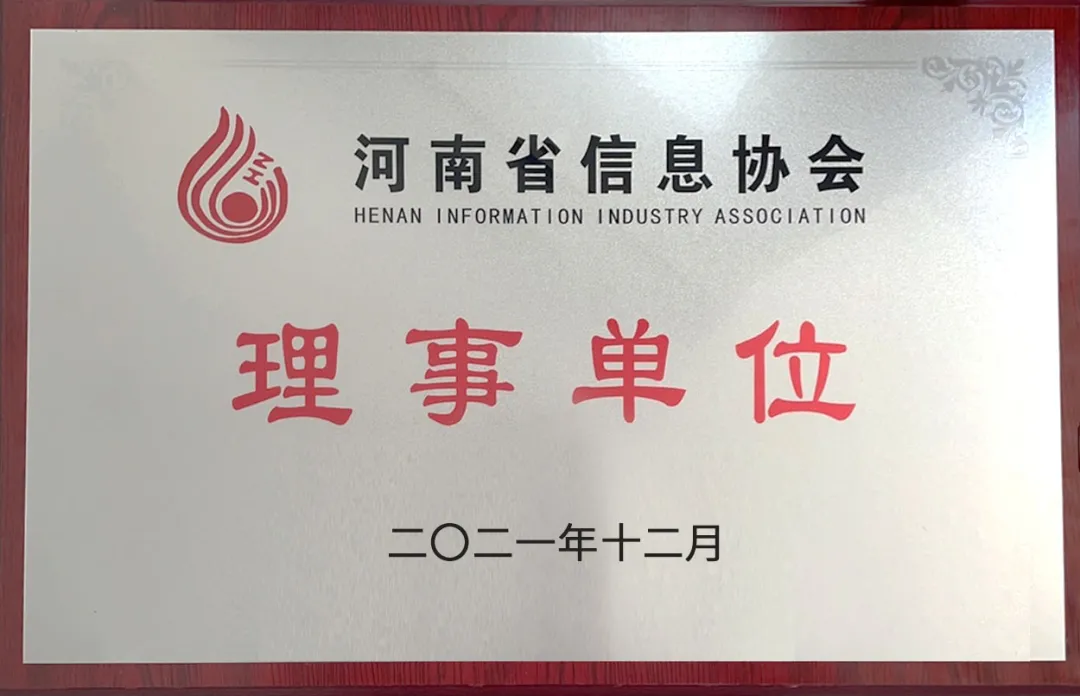 HN
河南省信息协会
HENAN INFORMATION INDUSTRY ASSOCIATION
理事单位
二〇二一年十二月